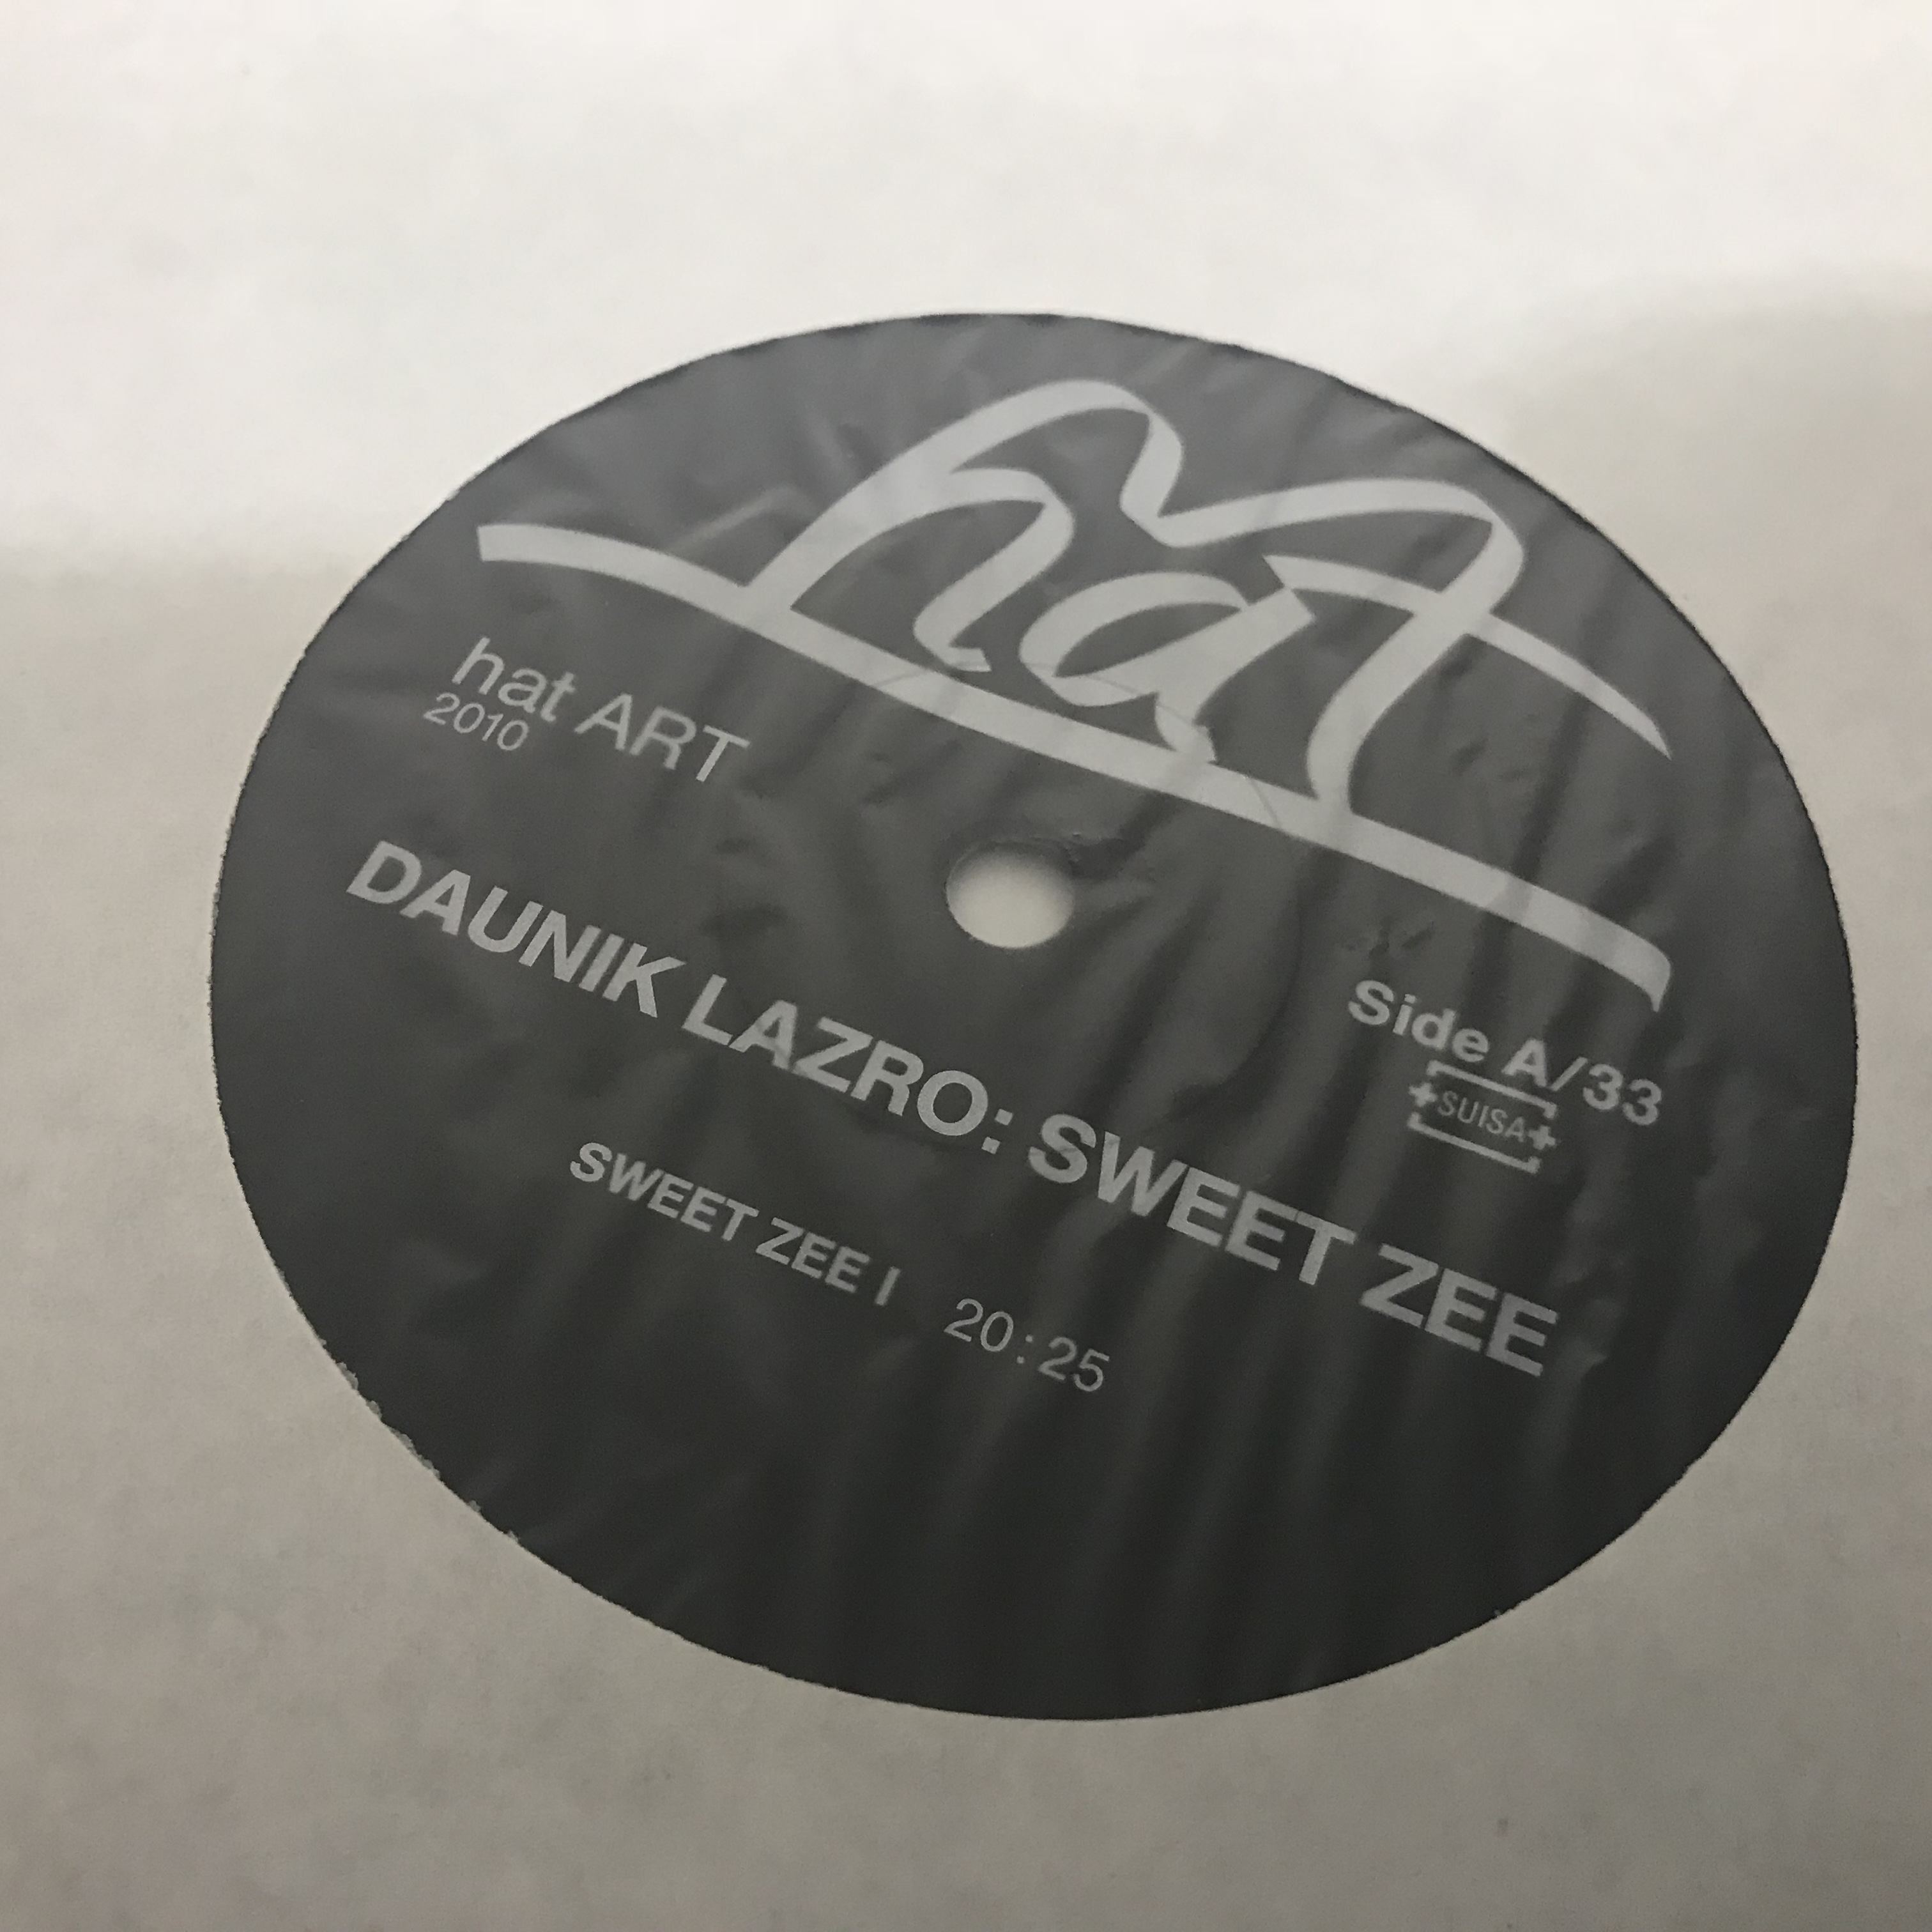 hat
hat ART
2010
Side A/33
SUISA
DAUNIK LAZRO: SWEET ZEE
SWEET ZEE I 20:25